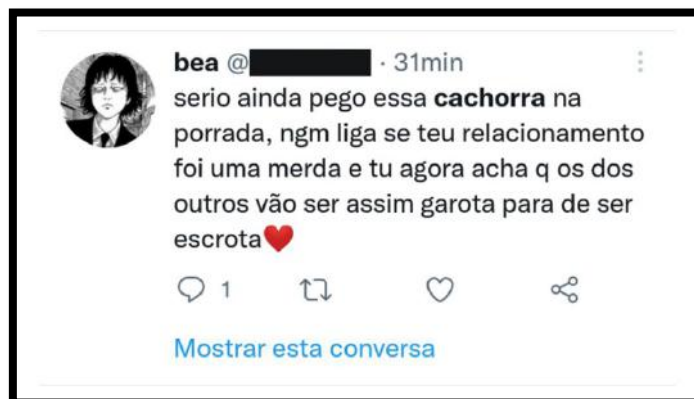 bea @ · 31min
serio ainda pego essa cachorra na
porrada, ngm liga se teu relacionamento
foi uma merda e tu agora acha q os dos
outros vão ser assim garota para de ser
escrota❤️
1
Mostrar esta conversa